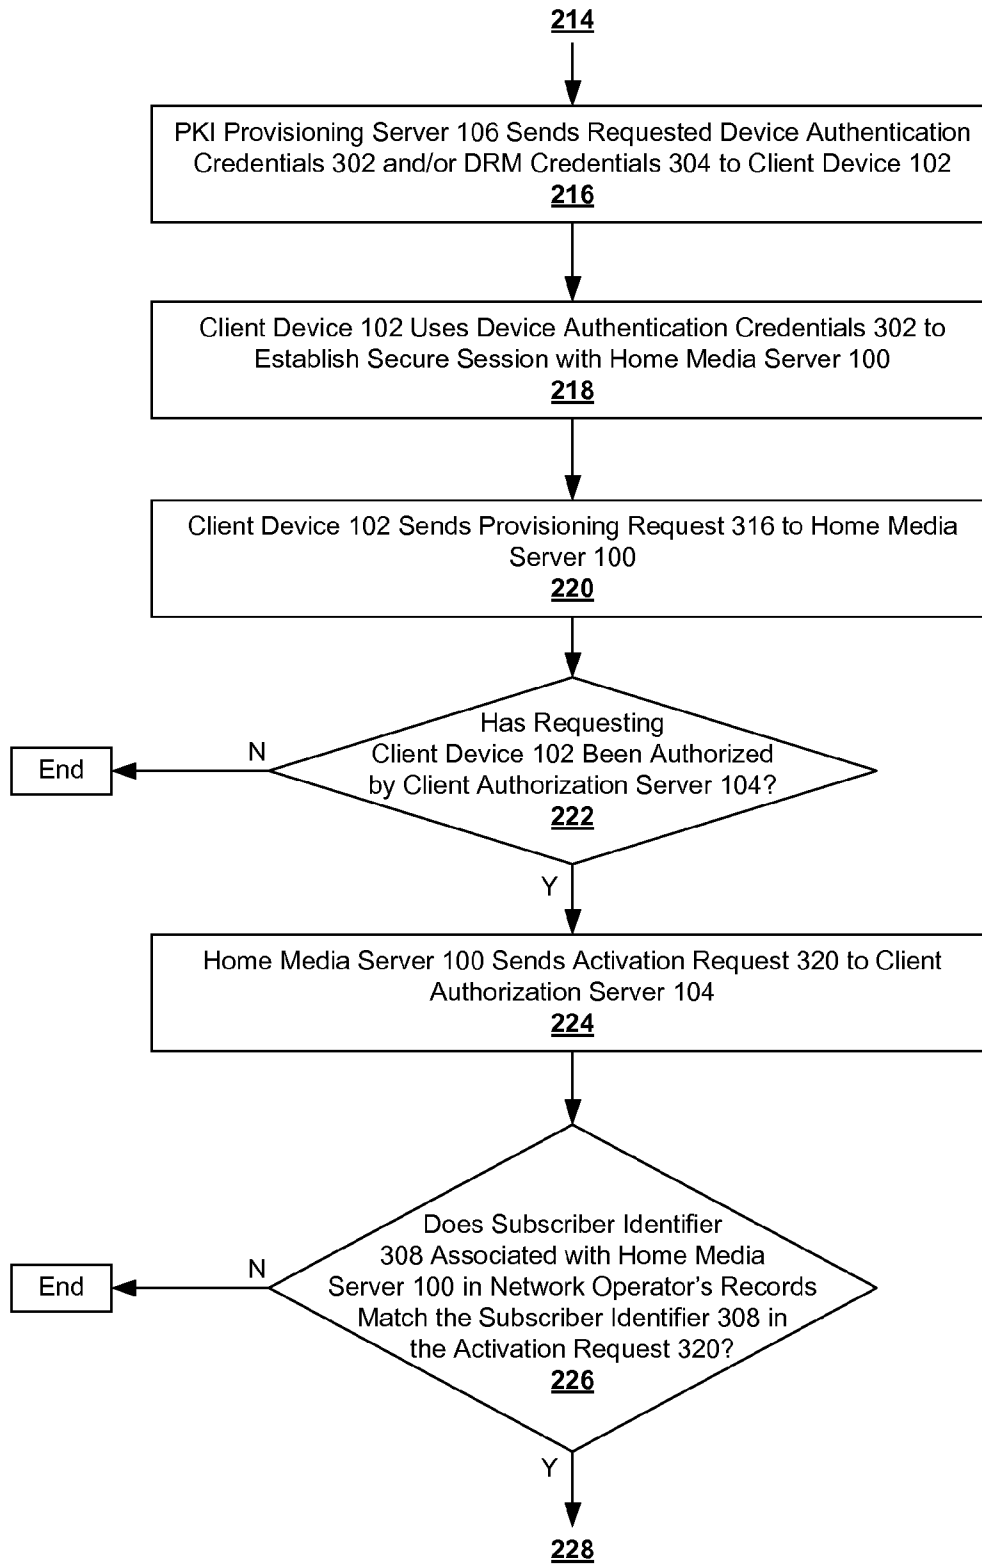 214
PKI Provisioning Server 106 Sends Requested Device Authentication
Credentials 302 and/or DRM Credentials 304 to Client Device 102
216
Client Device 102 Uses Device Authentication Credentials 302 to
Establish Secure Session with Home Media Server 100
218
Client Device 102 Sends Provisioning Request 316 to Home Media
Server 100
220
Has Requesting
Client Device 102 Been Authorized
by Client Authorization Server 104?
222
N
End
Y
Home Media Server 100 Sends Activation Request 320 to Client
Authorization Server 104
224
Does Subscriber Identifier
308 Associated with Home Media
Server 100 in Network Operator's Records
Match the Subscriber Identifier 308 in
the Activation Request 320?
226
N
End
Y
228